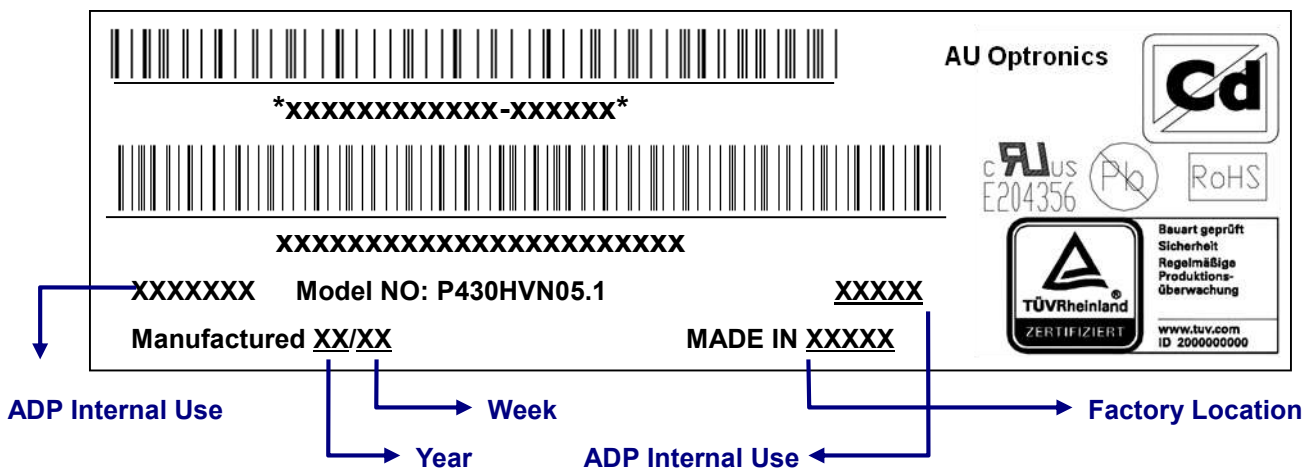 AU Optronics
Cd
*xxxxxxxxxxxx-xxxxxx*
c RU US
E204356
Pb
RoHS
xxxxxxxxxxxxxxxxxxxxxxx
XXXXXXX Model NO: P430HVN05.1 XXXXX
Manufactured XX/XX MADE IN XXXXX
TÜVRheinland
®
ZERTIFIZIERT
Bauart geprüft
Sicherheit
Regelmäßige
Produktions-
überwachung
www.tuv.com
ID 2000000000
ADP Internal Use
Week
Factory Location
Year
ADP Internal Use